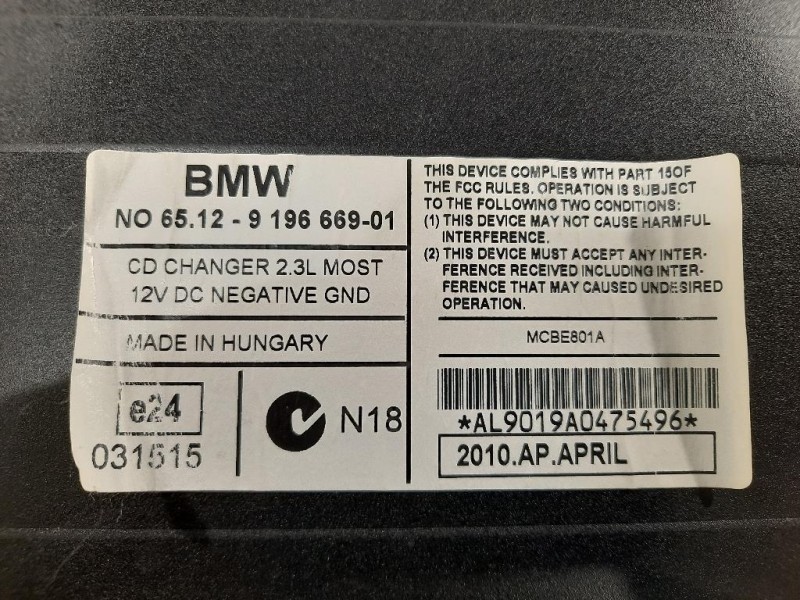 BMW
NO 65.12 - 9 196 669-01
CD CHANGER 2.3L MOST
12V DC NEGATIVE GND
MADE IN HUNGARY
e24
031515
N18
THIS DEVICE COMPLIES WITH PART 15OF
THE FCC RULES. OPERATION IS SUBJECT
TO THE FOLLOWING TWO CONDITIONS:
(1) THIS DEVICE MAY NOT CAUSE HARMFUL
INTERFERENCE.
(2) THIS DEVICE MUST ACCEPT ANY INTER-
FERENCE RECEIVED INCLUDING INTER-
FERENCE THAT MAY CAUSED UNDESIRED
OPERATION.
MCBE801A
*AL9019A0475496*
2010.AP.APRIL